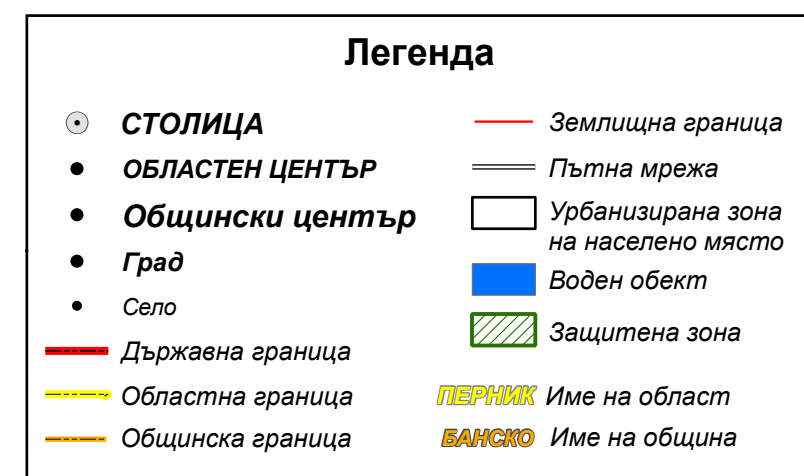 Легенда
СТОЛИЦА
ОБЛАСТЕН ЦЕНТЪР
Общински център
Град
Село
Държавна граница
Областна граница
Общинска граница
Землищна граница
Пътна мрежа
Урбанизирана зона
на населено място
Воден обект
Защитена зона
ПЕРНИК Име на област
БАНСКО Име на община